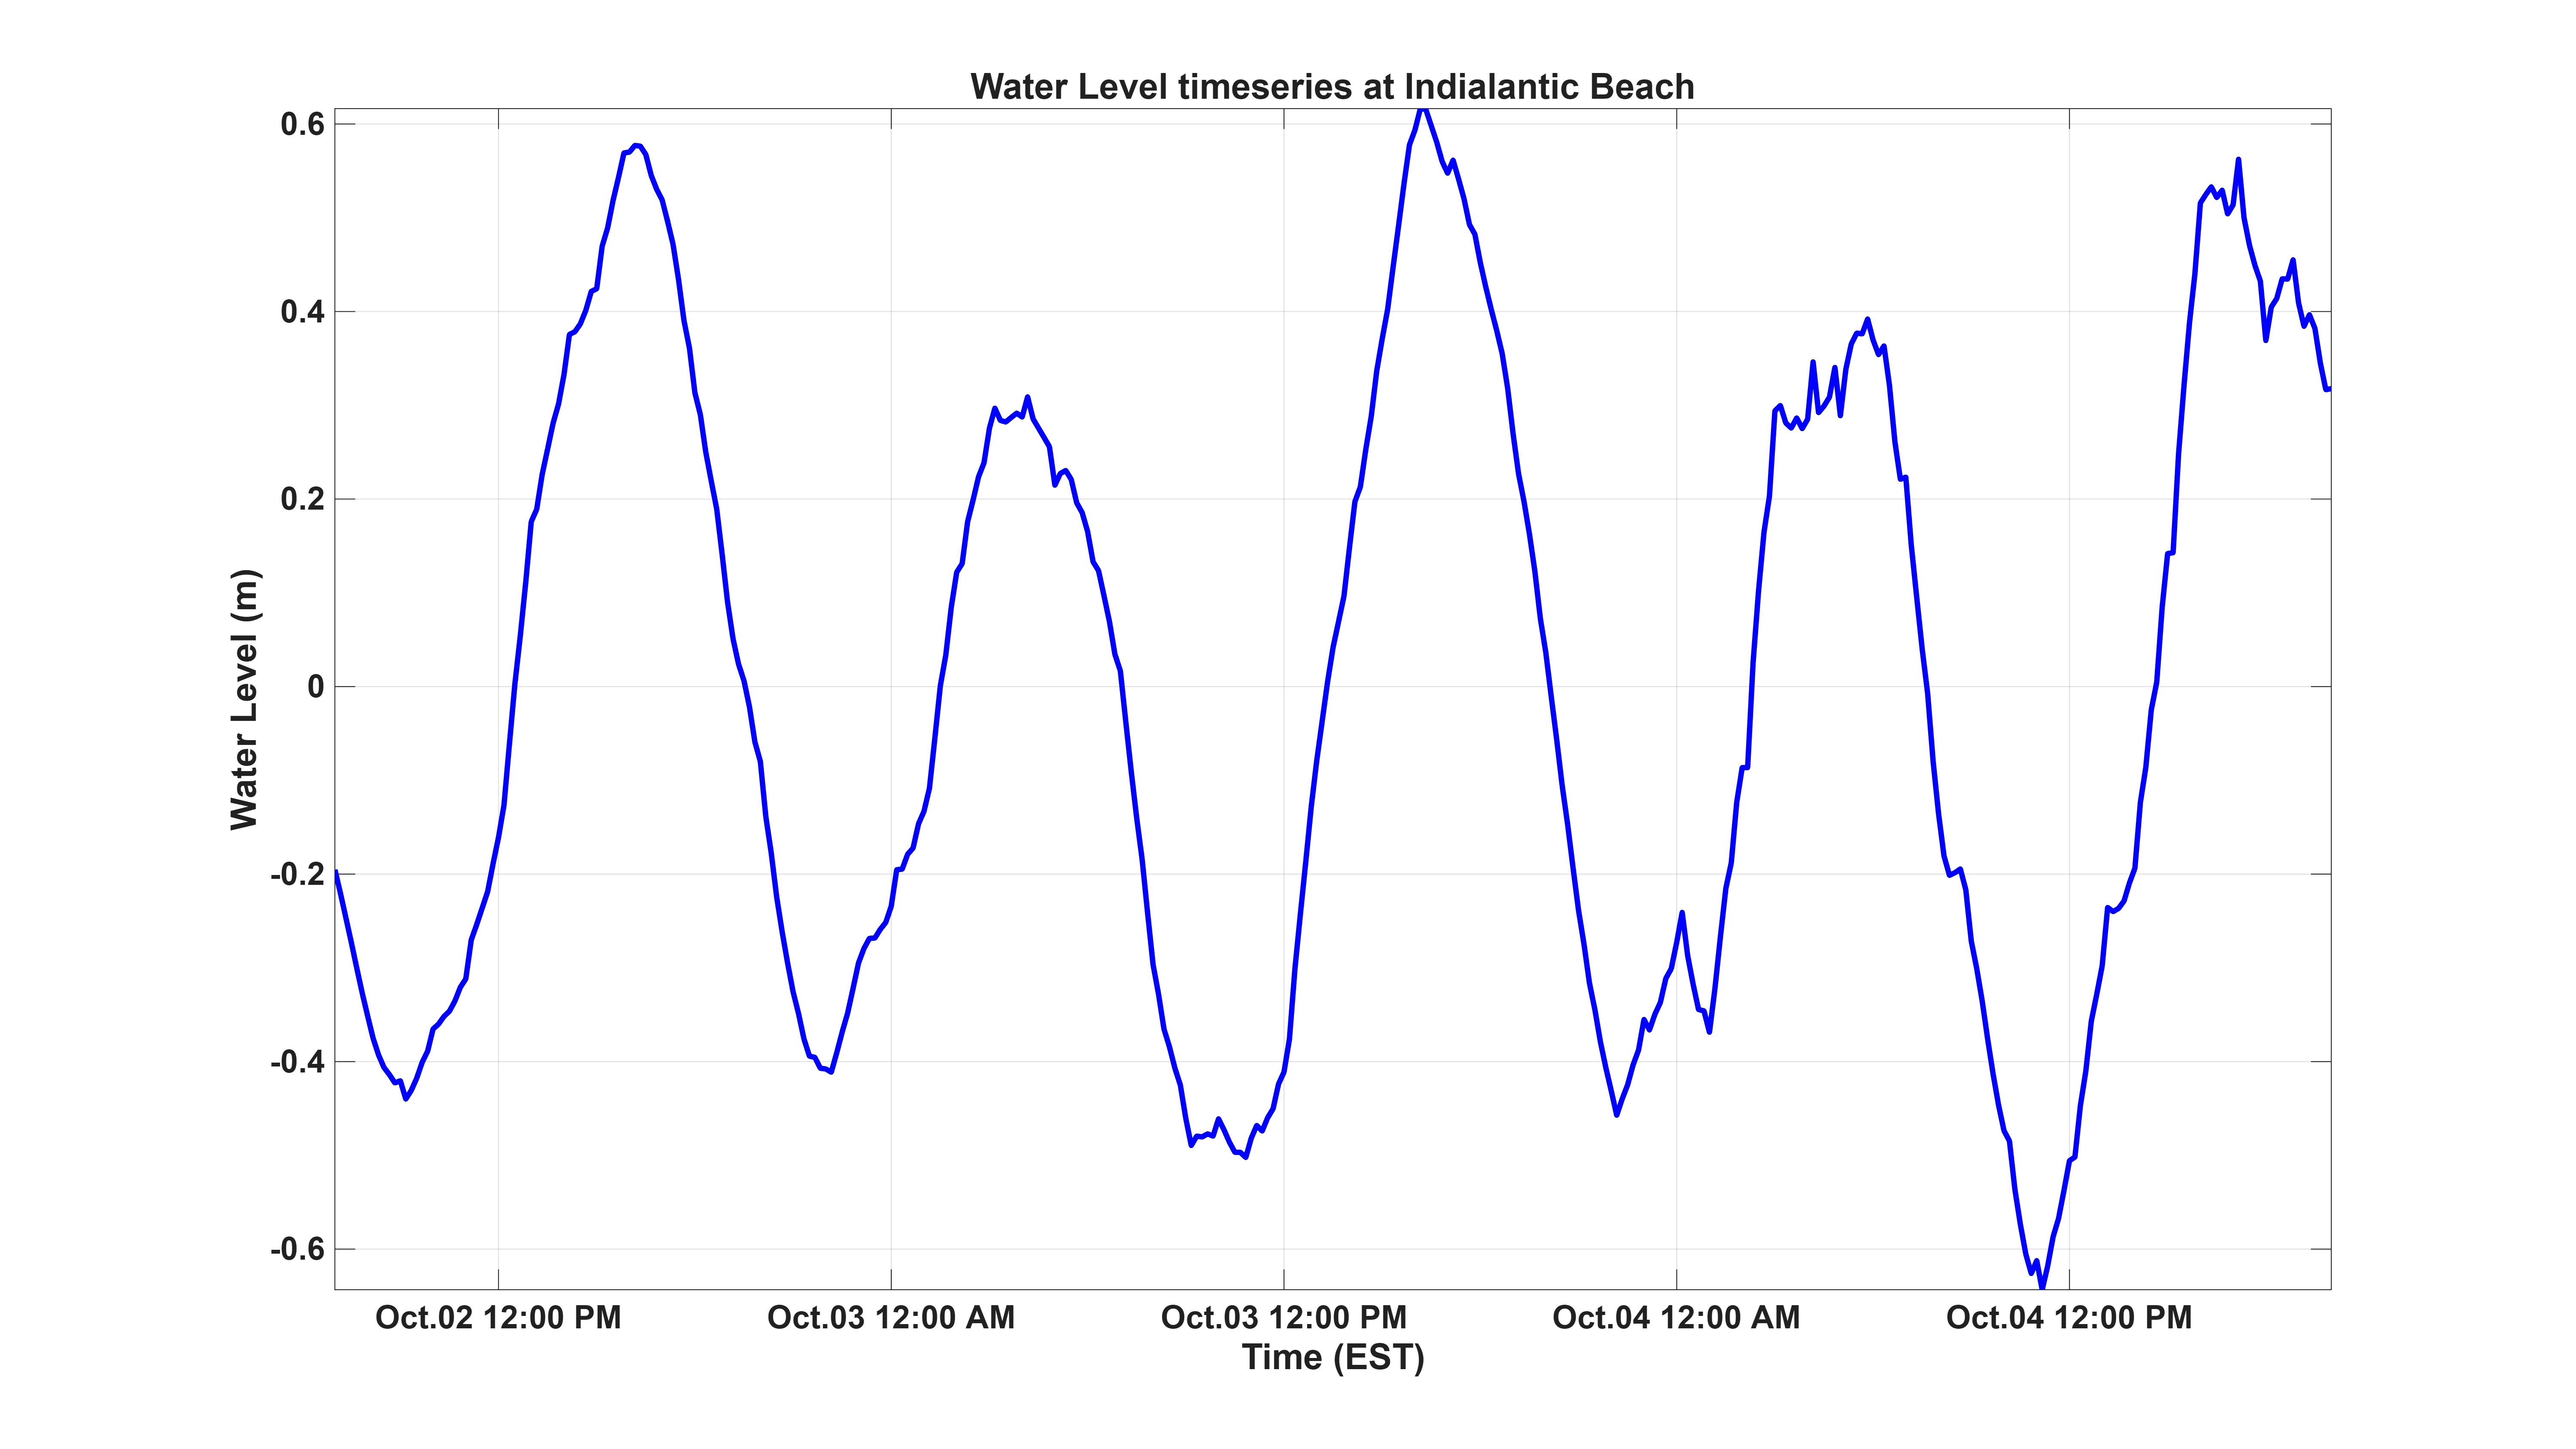 Water Level timeseries at Indialantic Beach
0.6
0.4
0.2
0
-0.2
-0.4
-0.6
Water Level (m)
Oct.02 12:00 PM Oct.03 12:00 AM Oct.03 12:00 PM Oct.04 12:00 AM Oct.04 12:00 PM
Time (EST)